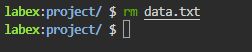 labex:project/ $ rm data.txt
labex:project/ $